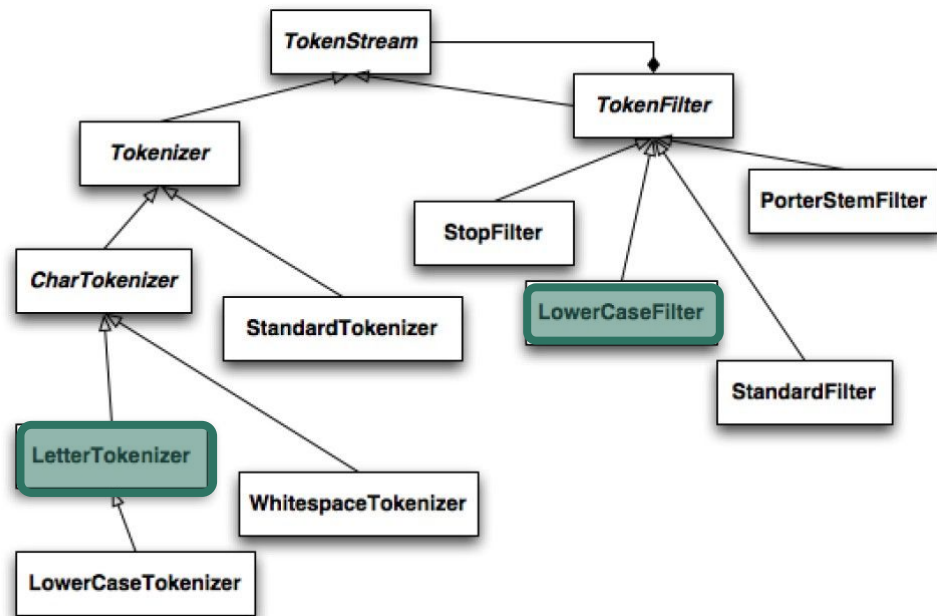 TokenStream
TokenFilter
Tokenizer
PorterStemFilter
StopFilter
CharTokenizer
LowerCaseFilter
StandardTokenizer
StandardFilter
LetterTokenizer
WhitespaceTokenizer
LowerCaseTokenizer